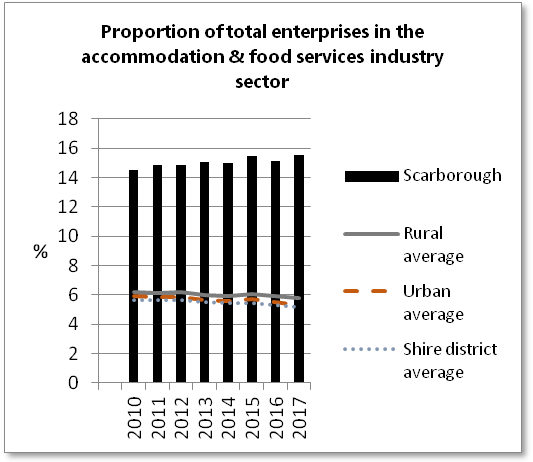 Proportion of total enterprises in the
accommodation & food services industry
sector
18
16
14
12
10
8
6
4
2
0
%
2010
2011
2012
2013
2014
2015
2016
2017
Scarborough
Rural
average
Urban
average
Shire district
average